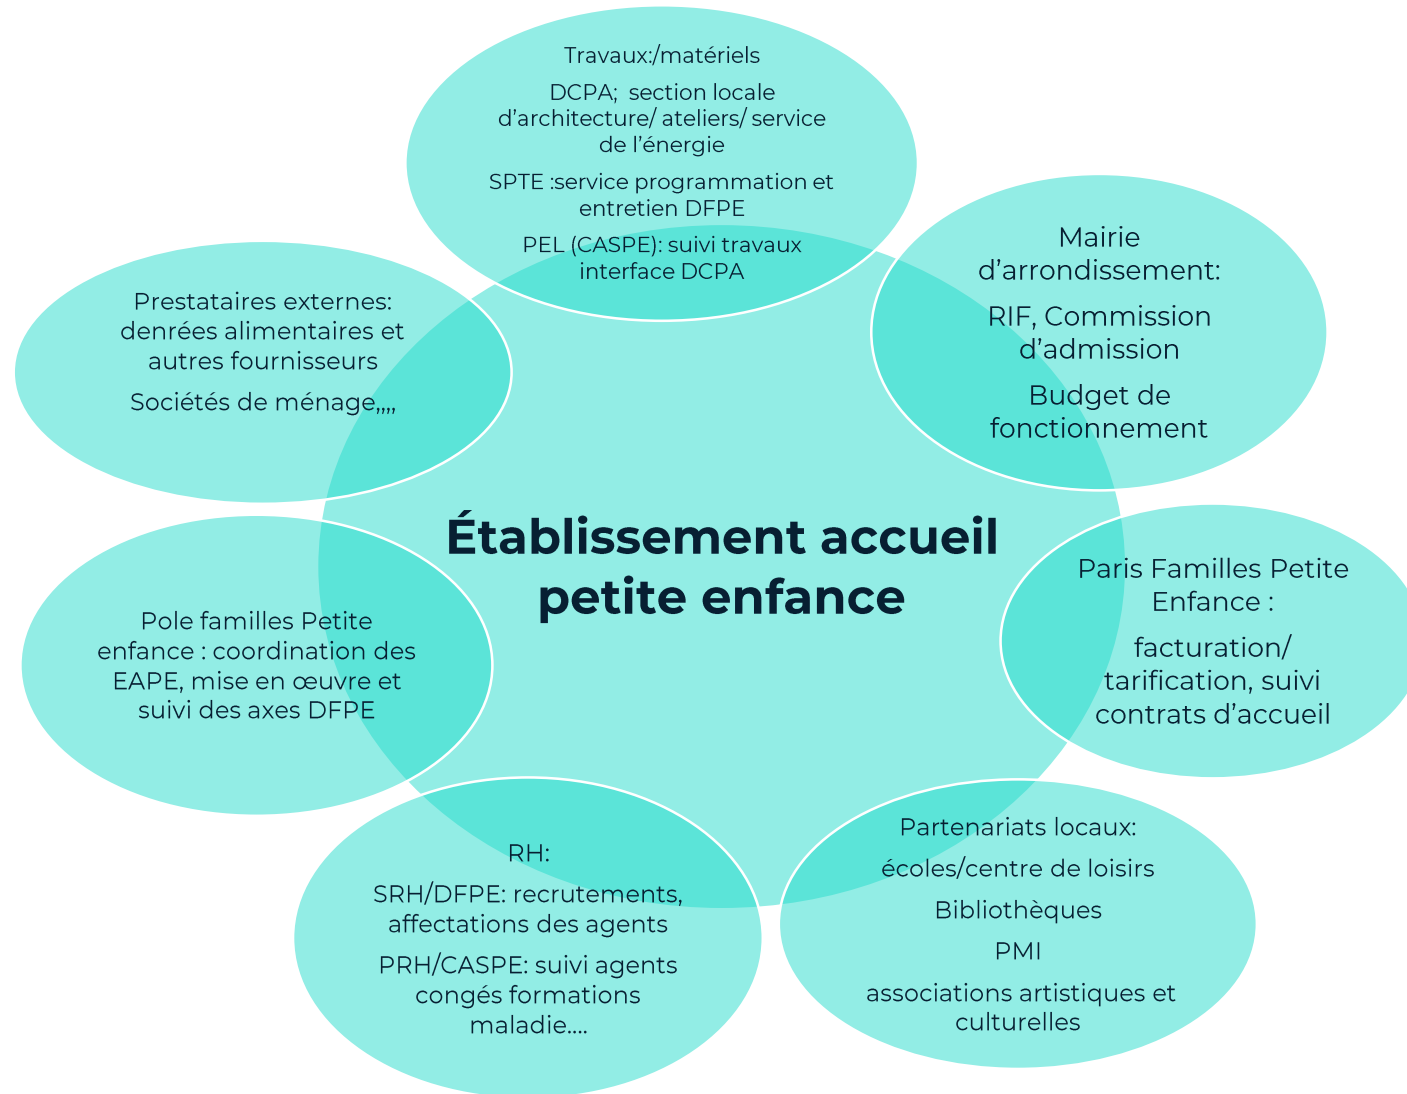 Travaux:/matériels
DCPA;  section locale
d’architecture/ ateliers/ service
de l’énergie
SPTE :service programmation et
entretien DFPE
PEL (CASPE): suivi travaux
interface DCPA
Mairie
d’arrondissement:
RIF, Commission
d’admission
Budget de
fonctionnement
Prestataires externes:
denrées alimentaires et
autres fournisseurs
Sociétés de ménage,,,,
Établissement accueil
petite enfance
Paris Familles Petite
Enfance :
facturation/
tarification, suivi
contrats d’accueil
Pole familles Petite
enfance : coordination des
EAPE, mise en œuvre et
suivi des axes DFPE
RH:
SRH/DFPE: recrutements,
affectations des agents
PRH/CASPE: suivi agents
congés formations
maladie....
Partenariats locaux:
écoles/centre de loisirs
Bibliothèques
PMI
associations artistiques et
culturelles